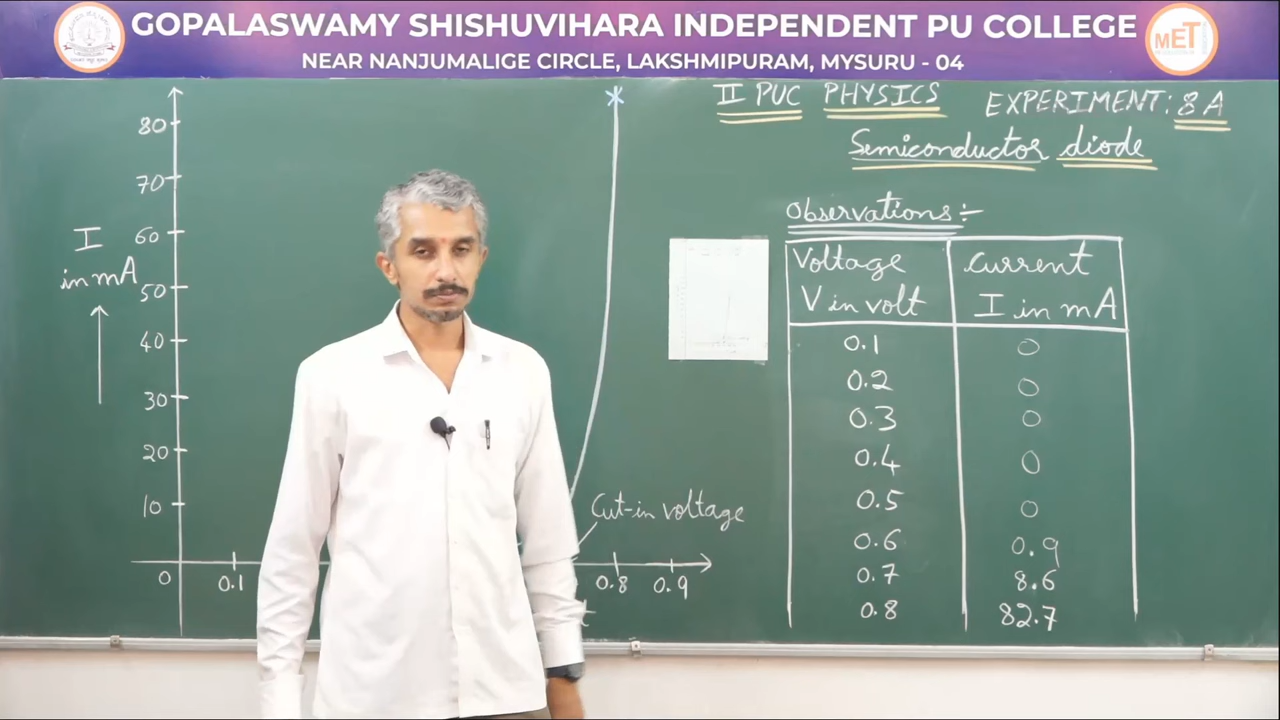 GOPALASWAMY SHISHUVIHARA INDEPENDENT PU COLLEGE
NEAR NANJUMALIGE CIRCLE, LAKSHMIPURAM, MYSURU - 04
MET
II PUC PHYSICS EXPERIMENT: 8A
Semiconductor diode
Observations:-
Voltage V in volt
Current I in mA
0.1 0
0.2 0
0.3 0
0.4 0
0.5 0
0.6 0.9
0.7 8.6
0.8 82.7
I
in mA
80
70
60
50
40
30
20
10
0 0.1 0.8 0.9
Cut-in voltage
t